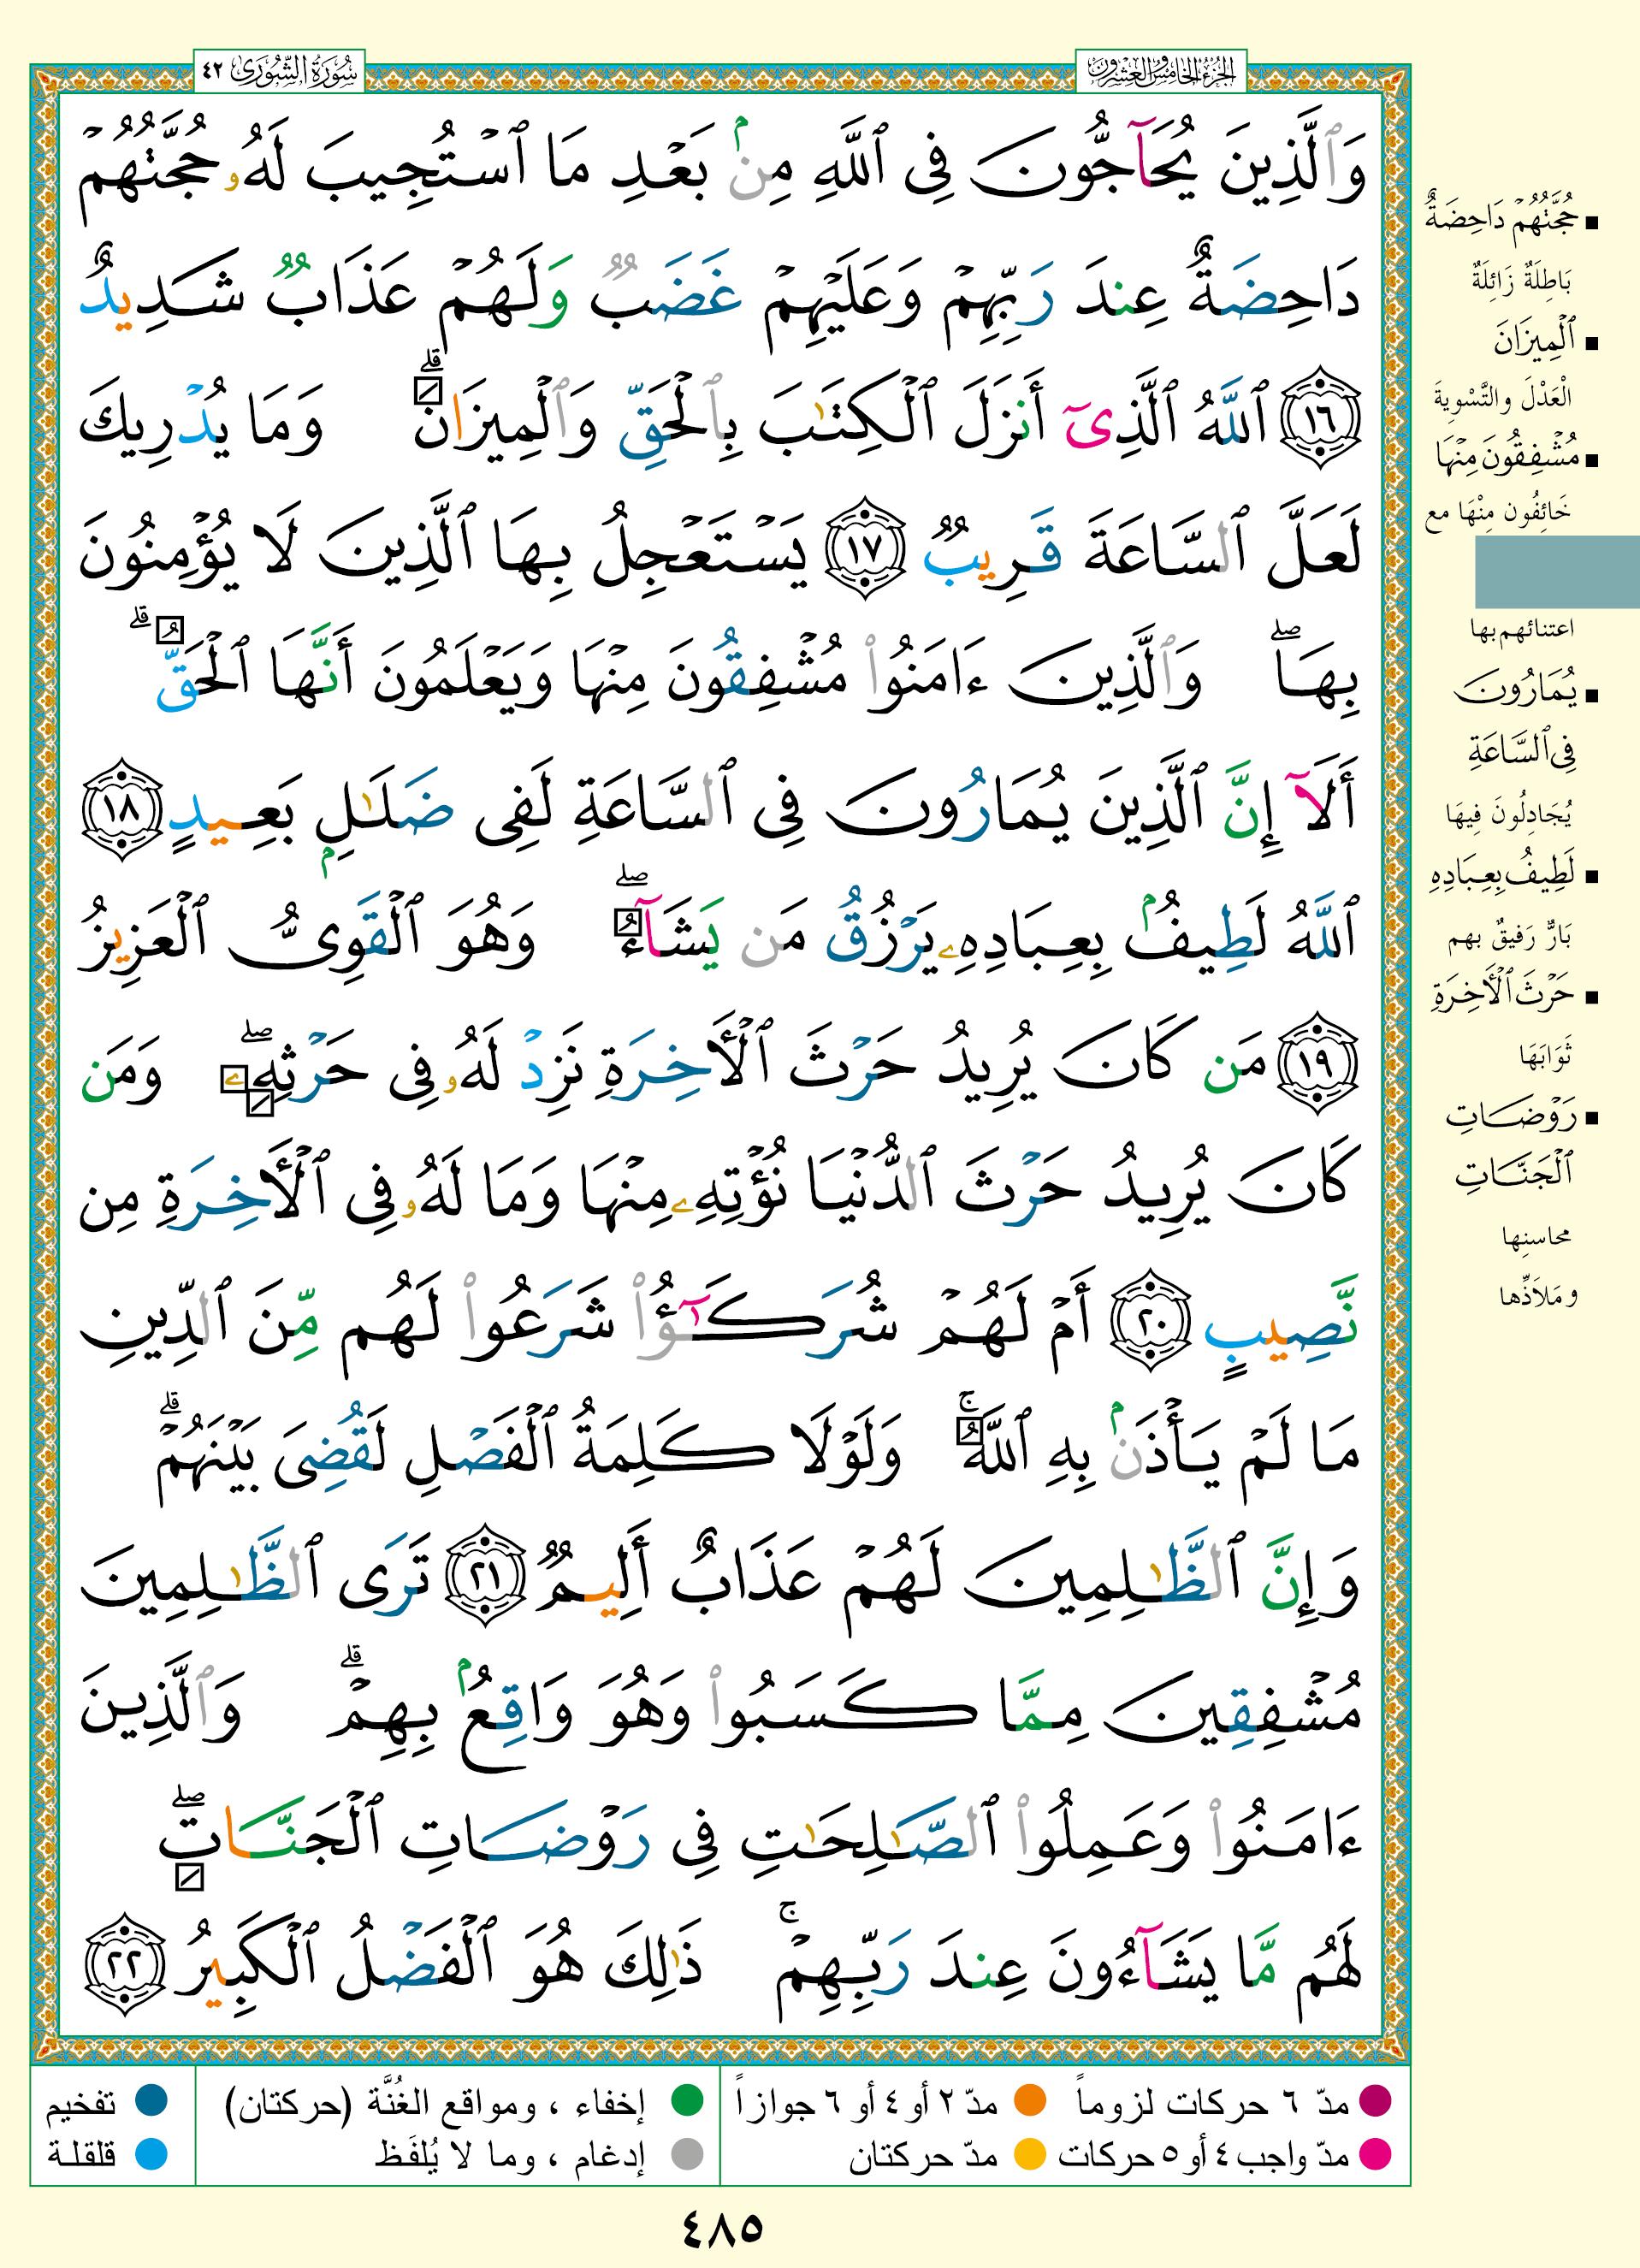 الجزء الخامس والعشرون
سُورَةُ الشُّورَى ٤٢
وَٱلَّذِينَ يُحَآجُّونَ فِى ٱللَّهِ مِنۢ بَعْدِ مَا ٱسْتُجِيبَ لَهُۥ حُجَّتُهُمْ
دَاحِضَةٌ عِندَ رَبِّهِمْ وَعَلَيْهِمْ غَضَبٌ وَلَهُمْ عَذَابٌ شَدِيدٌ
١٦ ٱللَّهُ ٱلَّذِىٓ أَنزَلَ ٱلْكِتَٰبَ بِٱلْحَقِّ وَٱلْمِيزَانَ ۗ وَمَا يُدْرِيكَ
لَعَلَّ ٱلسَّاعَةَ قَرِيبٌ ١٧ يَسْتَعْجِلُ بِهَا ٱلَّذِينَ لَا يُؤْمِنُونَ
بِهَا ۖ وَٱلَّذِينَ ءَامَنُوا۟ مُشْفِقُونَ مِنْهَا وَيَعْلَمُونَ أَنَّهَا ٱلْحَقُّ ۗ
أَلَآ إِنَّ ٱلَّذِينَ يُمَارُونَ فِى ٱلسَّاعَةِ لَفِى ضَلَٰلٍۭ بَعِيدٍ ١٨
ٱللَّهُ لَطِيفٌۢ بِعِبَادِهِۦ يَرْزُقُ مَن يَشَآءُ ۖ وَهُوَ ٱلْقَوِىُّ ٱلْعَزِيزُ
١٩ مَن كَانَ يُرِيدُ حَرْثَ ٱلْأَخِرَةِ نَزِدْ لَهُۥ فِى حَرْثِهِۦ ۖ وَمَن
كَانَ يُرِيدُ حَرْثَ ٱلدُّنْيَا نُؤْتِهِۦ مِنْهَا وَمَا لَهُۥ فِى ٱلْأَخِرَةِ مِن
نَّصِيبٍ ٢٠ أَمْ لَهُمْ شُرَكَٰٓؤُا۟ شَرَعُوا۟ لَهُم مِّنَ ٱلدِّينِ
مَا لَمْ يَأْذَنۢ بِهِ ٱللَّهُ ۚ وَلَوْلَا كَلِمَةُ ٱلْفَصْلِ لَقُضِىَ بَيْنَهُمْ ۗ
وَإِنَّ ٱلظَّٰلِمِينَ لَهُمْ عَذَابٌ أَلِيمٌ ٢١ تَرَى ٱلظَّٰلِمِينَ
مُشْفِقِينَ مِمَّا كَسَبُوا۟ وَهُوَ وَاقِعٌۢ بِهِمْ ۗ وَٱلَّذِينَ
ءَامَنُوا۟ وَعَمِلُوا۟ ٱلصَّٰلِحَٰتِ فِى رَوْضَاتِ ٱلْجَنَّاتِ ۖ
لَهُم مَّا يَشَآءُونَ عِندَ رَبِّهِمْ ۚ ذَٰلِكَ هُوَ ٱلْفَضْلُ ٱلْكَبِيرُ ٢٢
حُجَّتُهُمْ دَاحِضَةٌ
بَاطِلَةٌ زَائِلَةٌ
ٱلْمِيزَانَ
الْعَدْلَ والتَّسْوِيةَ
مُشْفِقُونَ مِنْهَا
خَائِفُون مِنْهَا مع
اعتنائهم بها
يُمَارُونَ
فِى ٱلسَّاعَةِ
يُجَادِلُونَ فِيهَا
لَطِيفٌ بِعِبَادِهِ
بَارٌّ رَفيقٌ بهم
حَرْثَ ٱلْأَخِرَةِ
ثَوَابَهَا
رَوْضَاتِ
ٱلْجَنَّاتِ
محاسنِها
ومَلاَذِّها
مدّ ٦ حركات لزوماً
مدّ ٢ أو ٤ أو ٦ جوازاً
إخفاء ، ومواقع الغُنَّة (حركتان)
تفخيم
مدّ واجب ٤ أو ٥ حركات
مدّ حركتان
إدغام ، وما لا يُلفَظ
قلقلة
٤٨٥